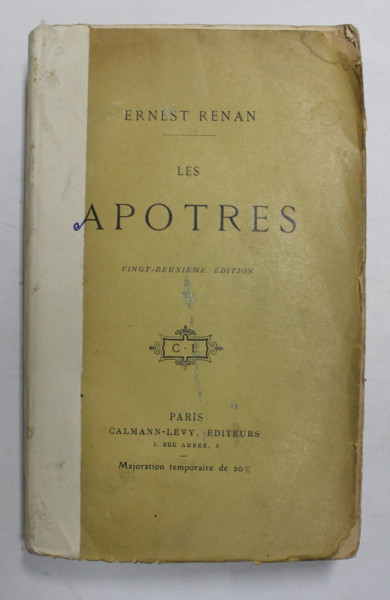 ERNEST RENAN
LES
APOTRES
VINGT-DEUXIÈME ÉDITION
C·L
PARIS
CALMANN-LÉVY, ÉDITEURS
3, RUE AUBER, 3
Majoration temporaire de 20%